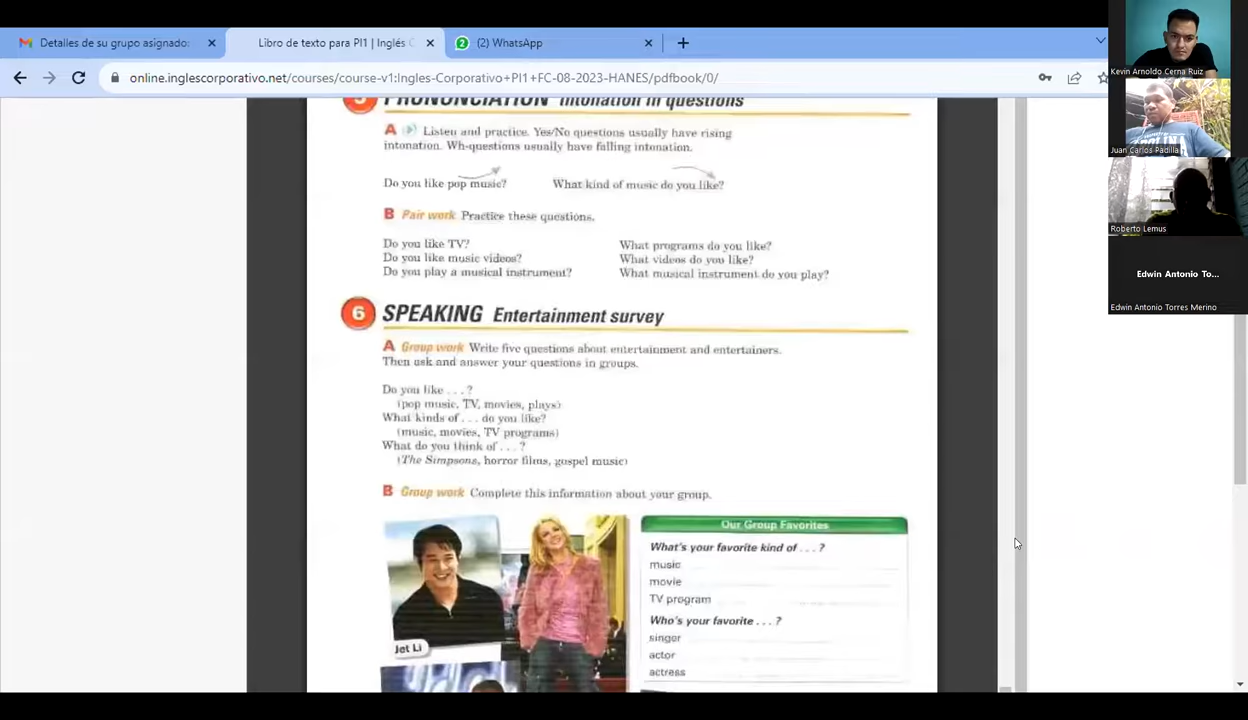 Detalles de su grupo asignado:
Libro de texto para PI1 | Inglés C
(2) WhatsApp
online.inglescorporativo.net/courses/course-v1:Ingles-Corporativo+PI1+FC-08-2023-HANES/pdfbook/0/
PRONUNCIATION Intonation in questions
A Listen and practice. Yes/No questions usually have rising
intonation. Wh-questions usually have falling intonation.
Do you like pop music? What kind of music do you like?
B Pair work Practice these questions.
Do you like TV? What programs do you like?
Do you like music videos? What videos do you like?
Do you play a musical instrument? What musical instrument do you play?
6 SPEAKING Entertainment survey
A Group work Write five questions about entertainment and entertainers.
Then ask and answer your questions in groups.
Do you like . . . ?
(pop music, TV, movies, plays)
What kinds of . . . do you like?
(music, movies, TV programs)
What do you think of . . . ?
(The Simpsons, horror films, gospel music)
B Group work Complete this information about your group.
Jet Li
Our Group Favorites
What's your favorite kind of . . . ?
music
movie
TV program
Who's your favorite . . . ?
singer
actor
actress
Kevin Arnoldo Cerna Ruiz
Juan Carlos Padilla
Roberto Lemus
Edwin Antonio To...
Edwin Antonio Torres Merino